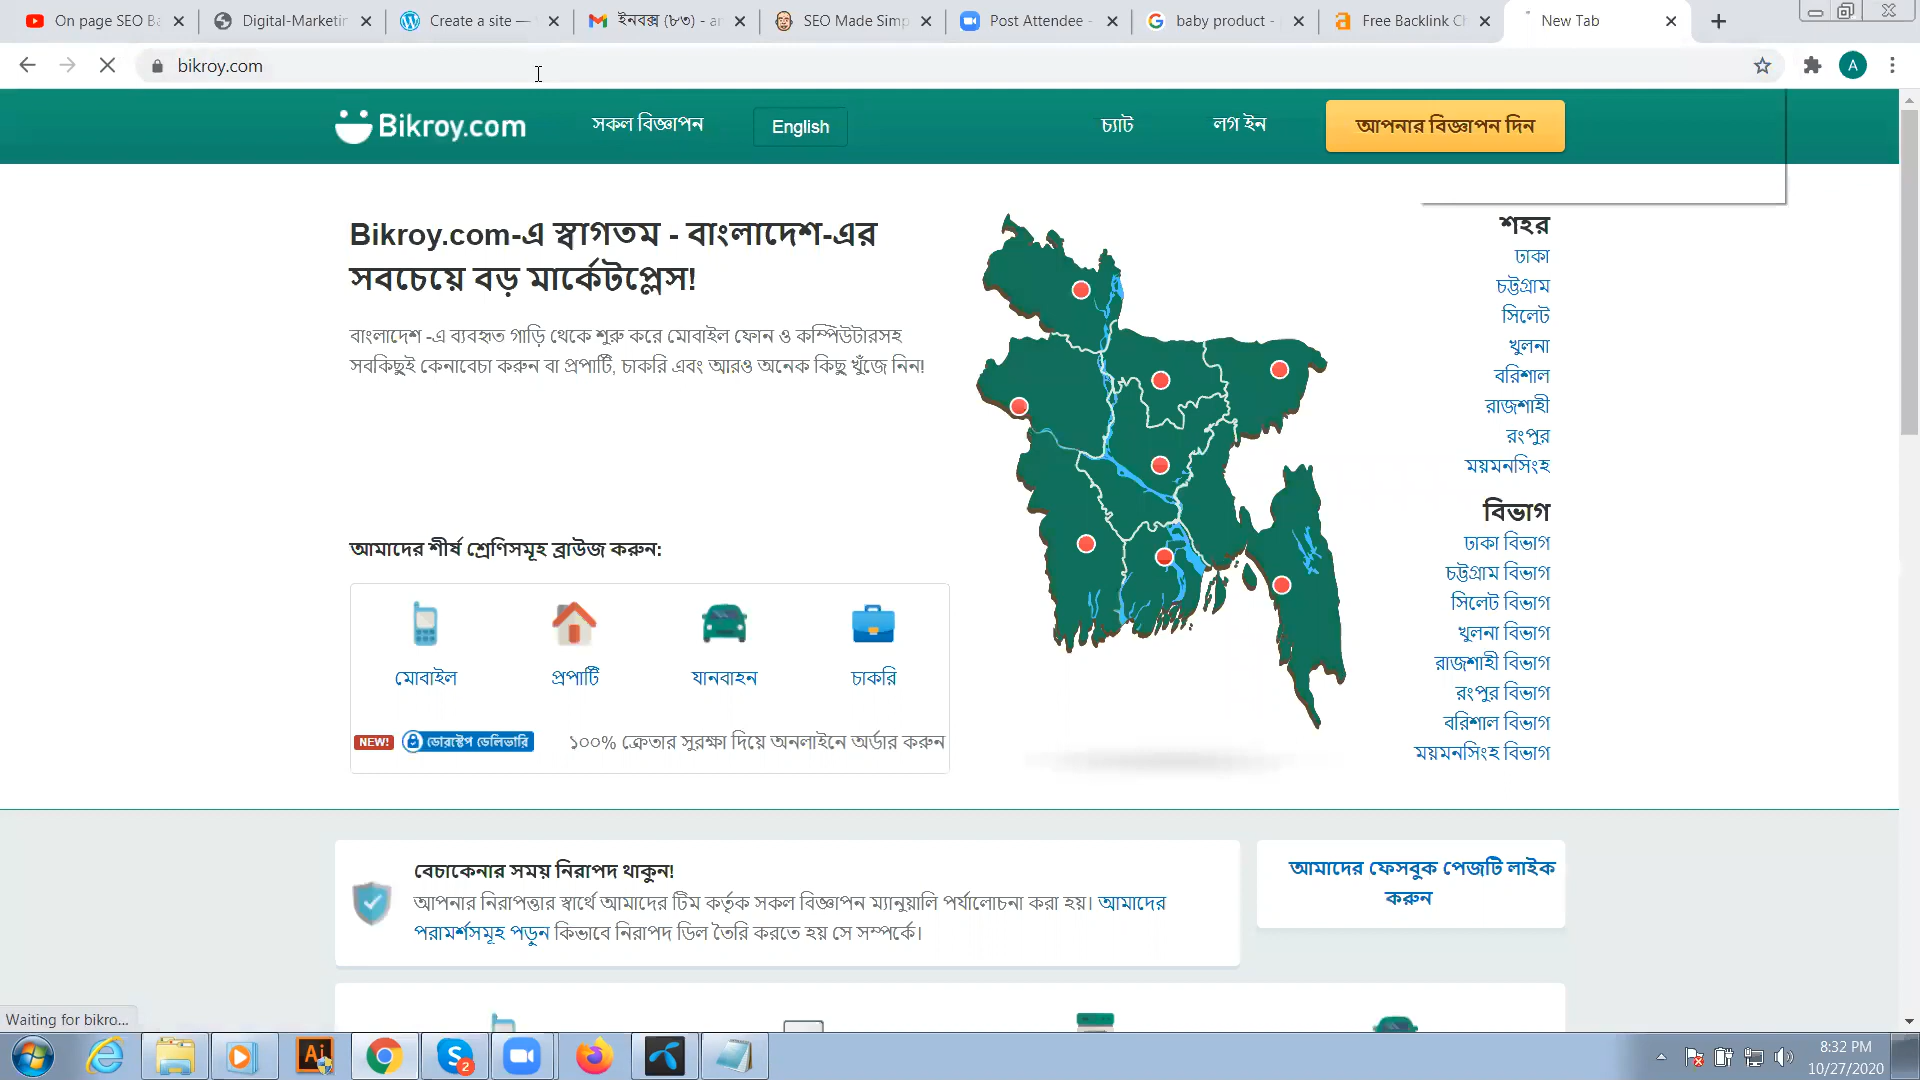 On page SEO Ba
Digital-Marketin
Create a site —
ইনবক্স (৮৩) - ar
SEO Made Simp
Post Attendee -
baby product -
Free Backlink Ch
New Tab
bikroy.com
A
Bikroy.com
সকল বিজ্ঞাপন
English
চ্যাট
লগ ইন
আপনার বিজ্ঞাপন দিন
Bikroy.com-এ স্বাগতম - বাংলাদেশ-এর
সবচেয়ে বড় মার্কেটপ্লেস!
বাংলাদেশ -এ ব্যবহৃত গাড়ি থেকে শুরু করে মোবাইল ফোন ও কম্পিউটারসহ
সবকিছুই কেনাবেচা করুন বা প্রপার্টি, চাকরি এবং আরও অনেক কিছু খুঁজে নিন!
শহর
ঢাকা
চট্টগ্রাম
সিলেট
খুলনা
বরিশাল
রাজশাহী
রংপুর
ময়মনসিংহ
বিভাগ
ঢাকা বিভাগ
চট্টগ্রাম বিভাগ
সিলেট বিভাগ
খুলনা বিভাগ
রাজশাহী বিভাগ
রংপুর বিভাগ
বরিশাল বিভাগ
ময়মনসিংহ বিভাগ
আমাদের শীর্ষ শ্রেণিসমূহ ব্রাউজ করুন:
মোবাইল
প্রপার্টি
যানবাহন
চাকরি
NEW!
ডোরস্টেপ ডেলিভারি
১০০% ক্রেতার সুরক্ষা দিয়ে অনলাইনে অর্ডার করুন
বেচাকেনার সময় নিরাপদ থাকুন!
আপনার নিরাপত্তার স্বার্থে আমাদের টিম কর্তৃক সকল বিজ্ঞাপন ম্যানুয়ালি পর্যালোচনা করা হয়। আমাদের
পরামর্শসমূহ পড়ুন কিভাবে নিরাপদ ডিল তৈরি করতে হয় সে সম্পর্কে।
আমাদের ফেসবুক পেজটি লাইক
করুন
Waiting for bikro...
Ai
S
2
8:32 PM
10/27/2020